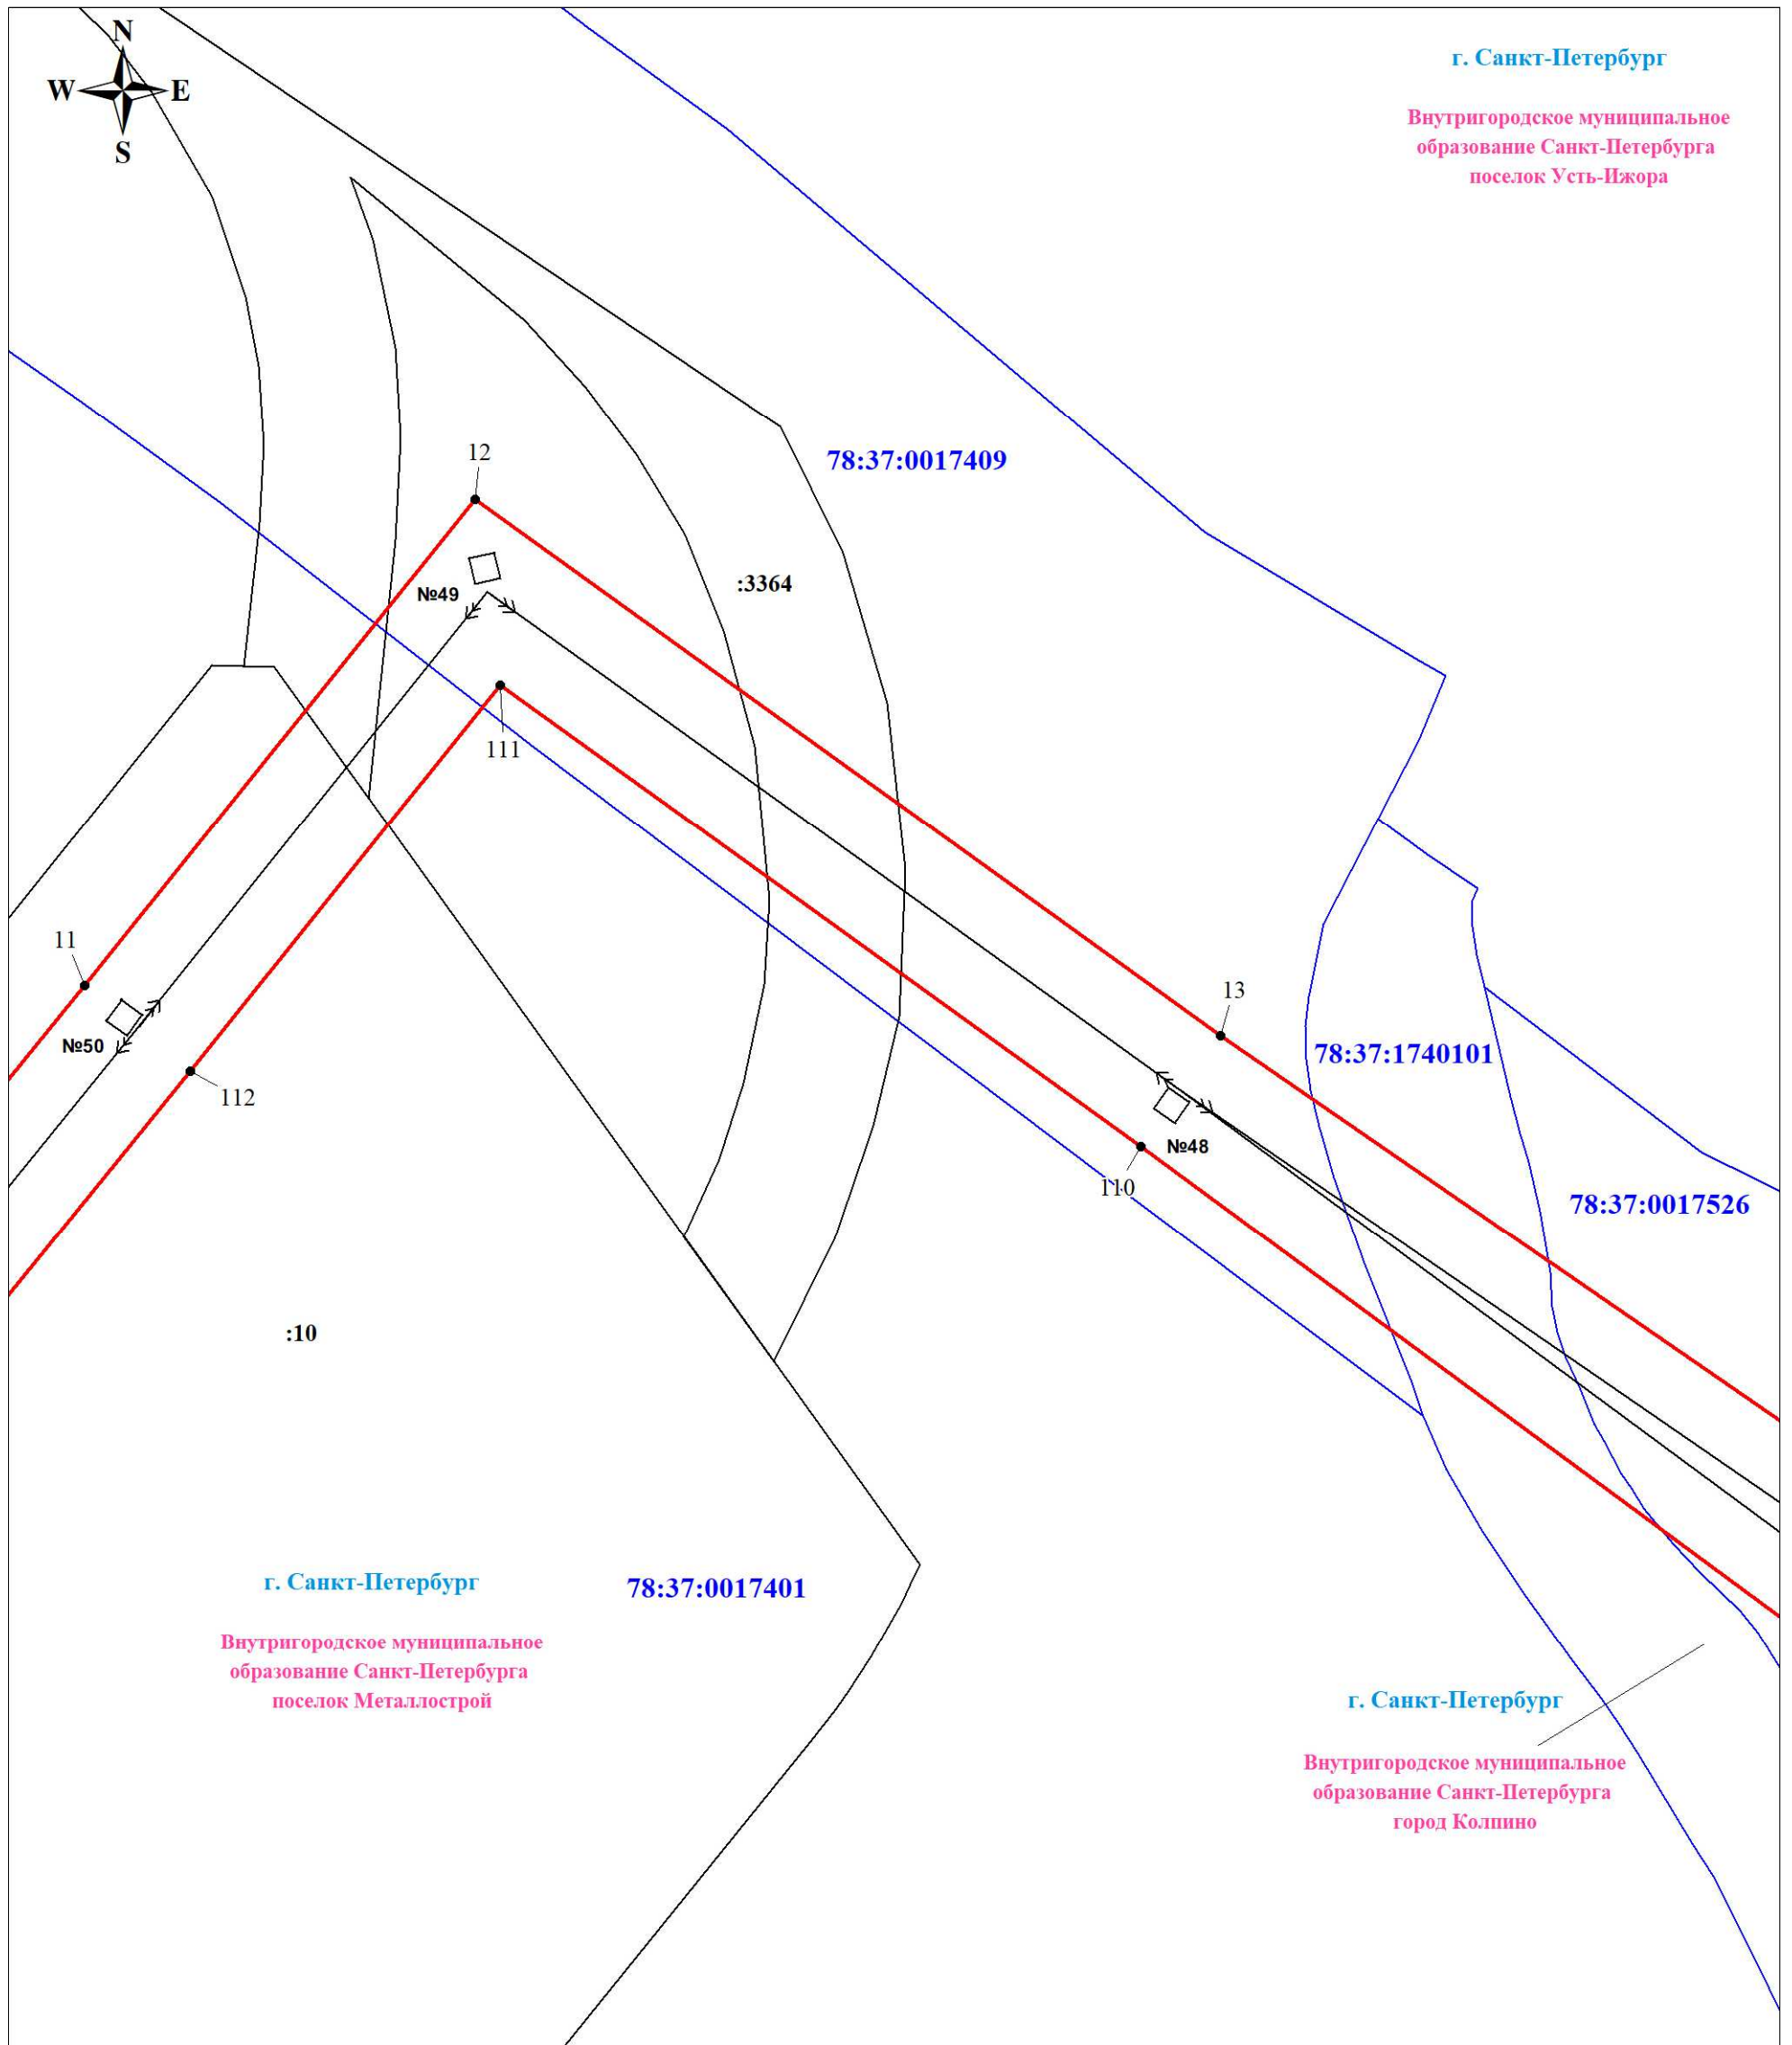 N
W E
S
г. Санкт-Петербург
Внутригородское муниципальное
образование Санкт-Петербурга
поселок Усть-Ижора
12
78:37:0017409
:3364
№49
111
11
№50
112
13
78:37:1740101
№48
110
78:37:0017526
:10
г. Санкт-Петербург
78:37:0017401
Внутригородское муниципальное
образование Санкт-Петербурга
поселок Металлострой
г. Санкт-Петербург
Внутригородское муниципальное
образование Санкт-Петербурга
город Колпино